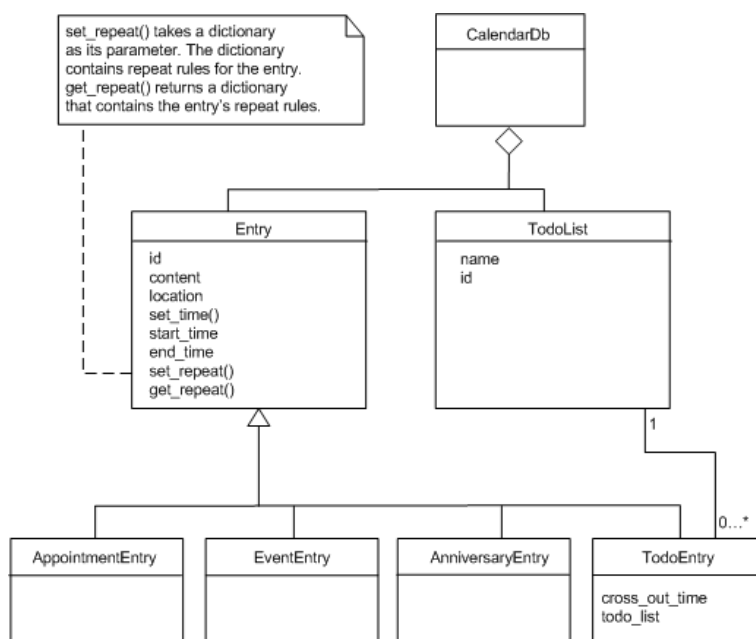 set_repeat() takes a dictionary
as its parameter. The dictionary
contains repeat rules for the entry.
get_repeat() returns a dictionary
that contains the entry's repeat rules.
CalendarDb
Entry
id
content
location
set_time()
start_time
end_time
set_repeat()
get_repeat()
TodoList
name
id
1
0...*
AppointmentEntry
EventEntry
AnniversaryEntry
TodoEntry
cross_out_time
todo_list